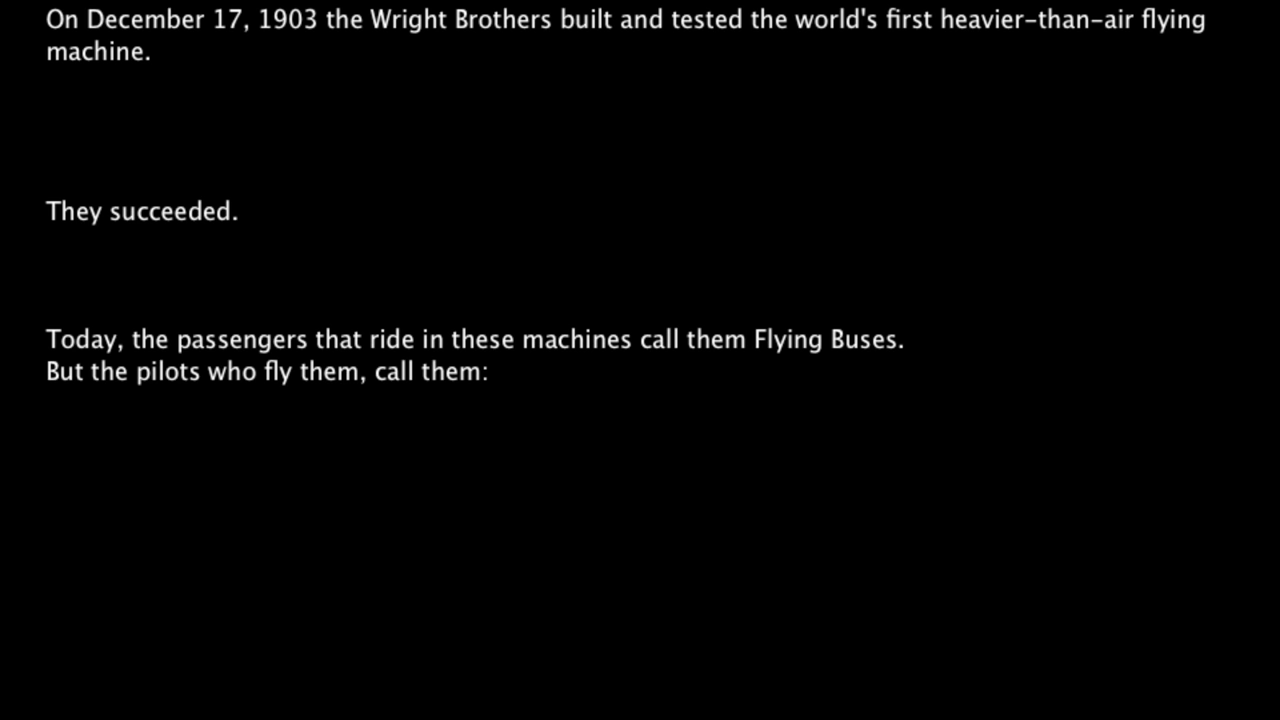 On December 17, 1903 the Wright Brothers built and tested the world's first heavier-than-air flying
machine.
They succeeded.
Today, the passengers that ride in these machines call them Flying Buses.
But the pilots who fly them, call them: